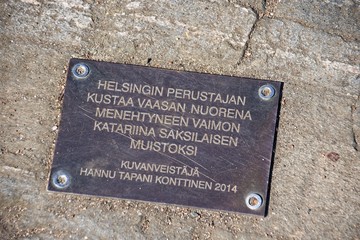 HELSINGIN PERUSTAJAN
KUSTAA VAASAN NUORENA
MENEHTYNEEN VAIMON
KATARIINA SAKSILAISEN
MUISTOKSI
KUVANVEISTÄJÄ
HANNU TAPANI KONTTINEN 2014